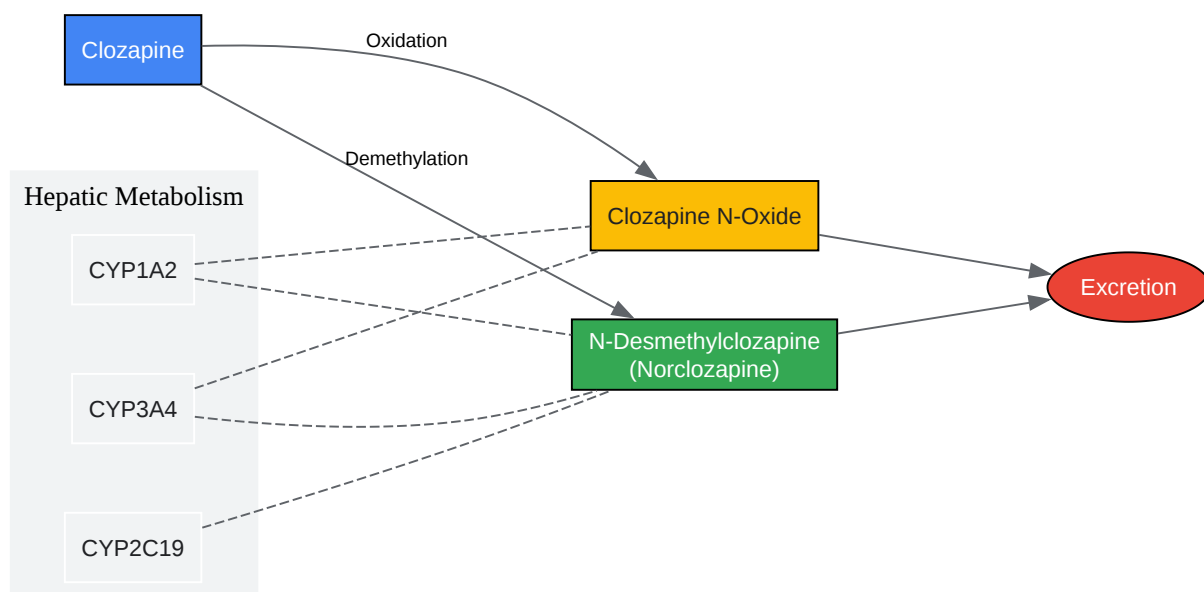 Clozapine
Oxidation
Demethylation
Hepatic Metabolism
Clozapine N-Oxide
CYP1A2
Excretion
N-Desmethylclozapine
(Norclozapine)
CYP3A4
CYP2C19